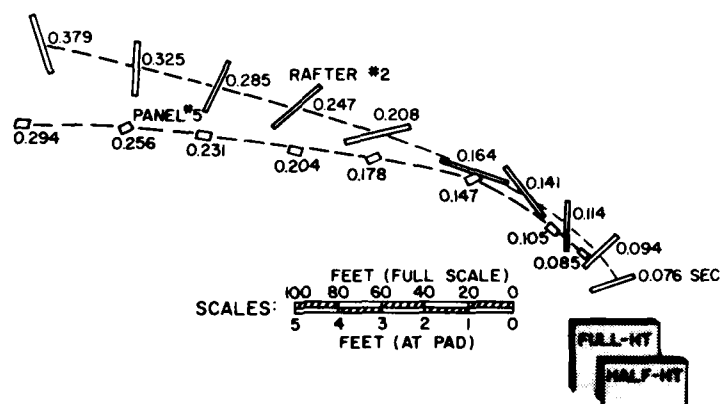 0.379
0.325
0.285
RAFTER #2
0.247
0.208
PANEL #5
0.294
0.256
0.231
0.204
0.178
0.164
0.147
0.141
0.114
0.105
0.094
0.085
0.076 SEC
FEET (FULL SCALE)
100 80 60 40 20 0
SCALES:
5 4 3 2 1 0
FEET (AT PAD)
FULL-HT
HALF-HT